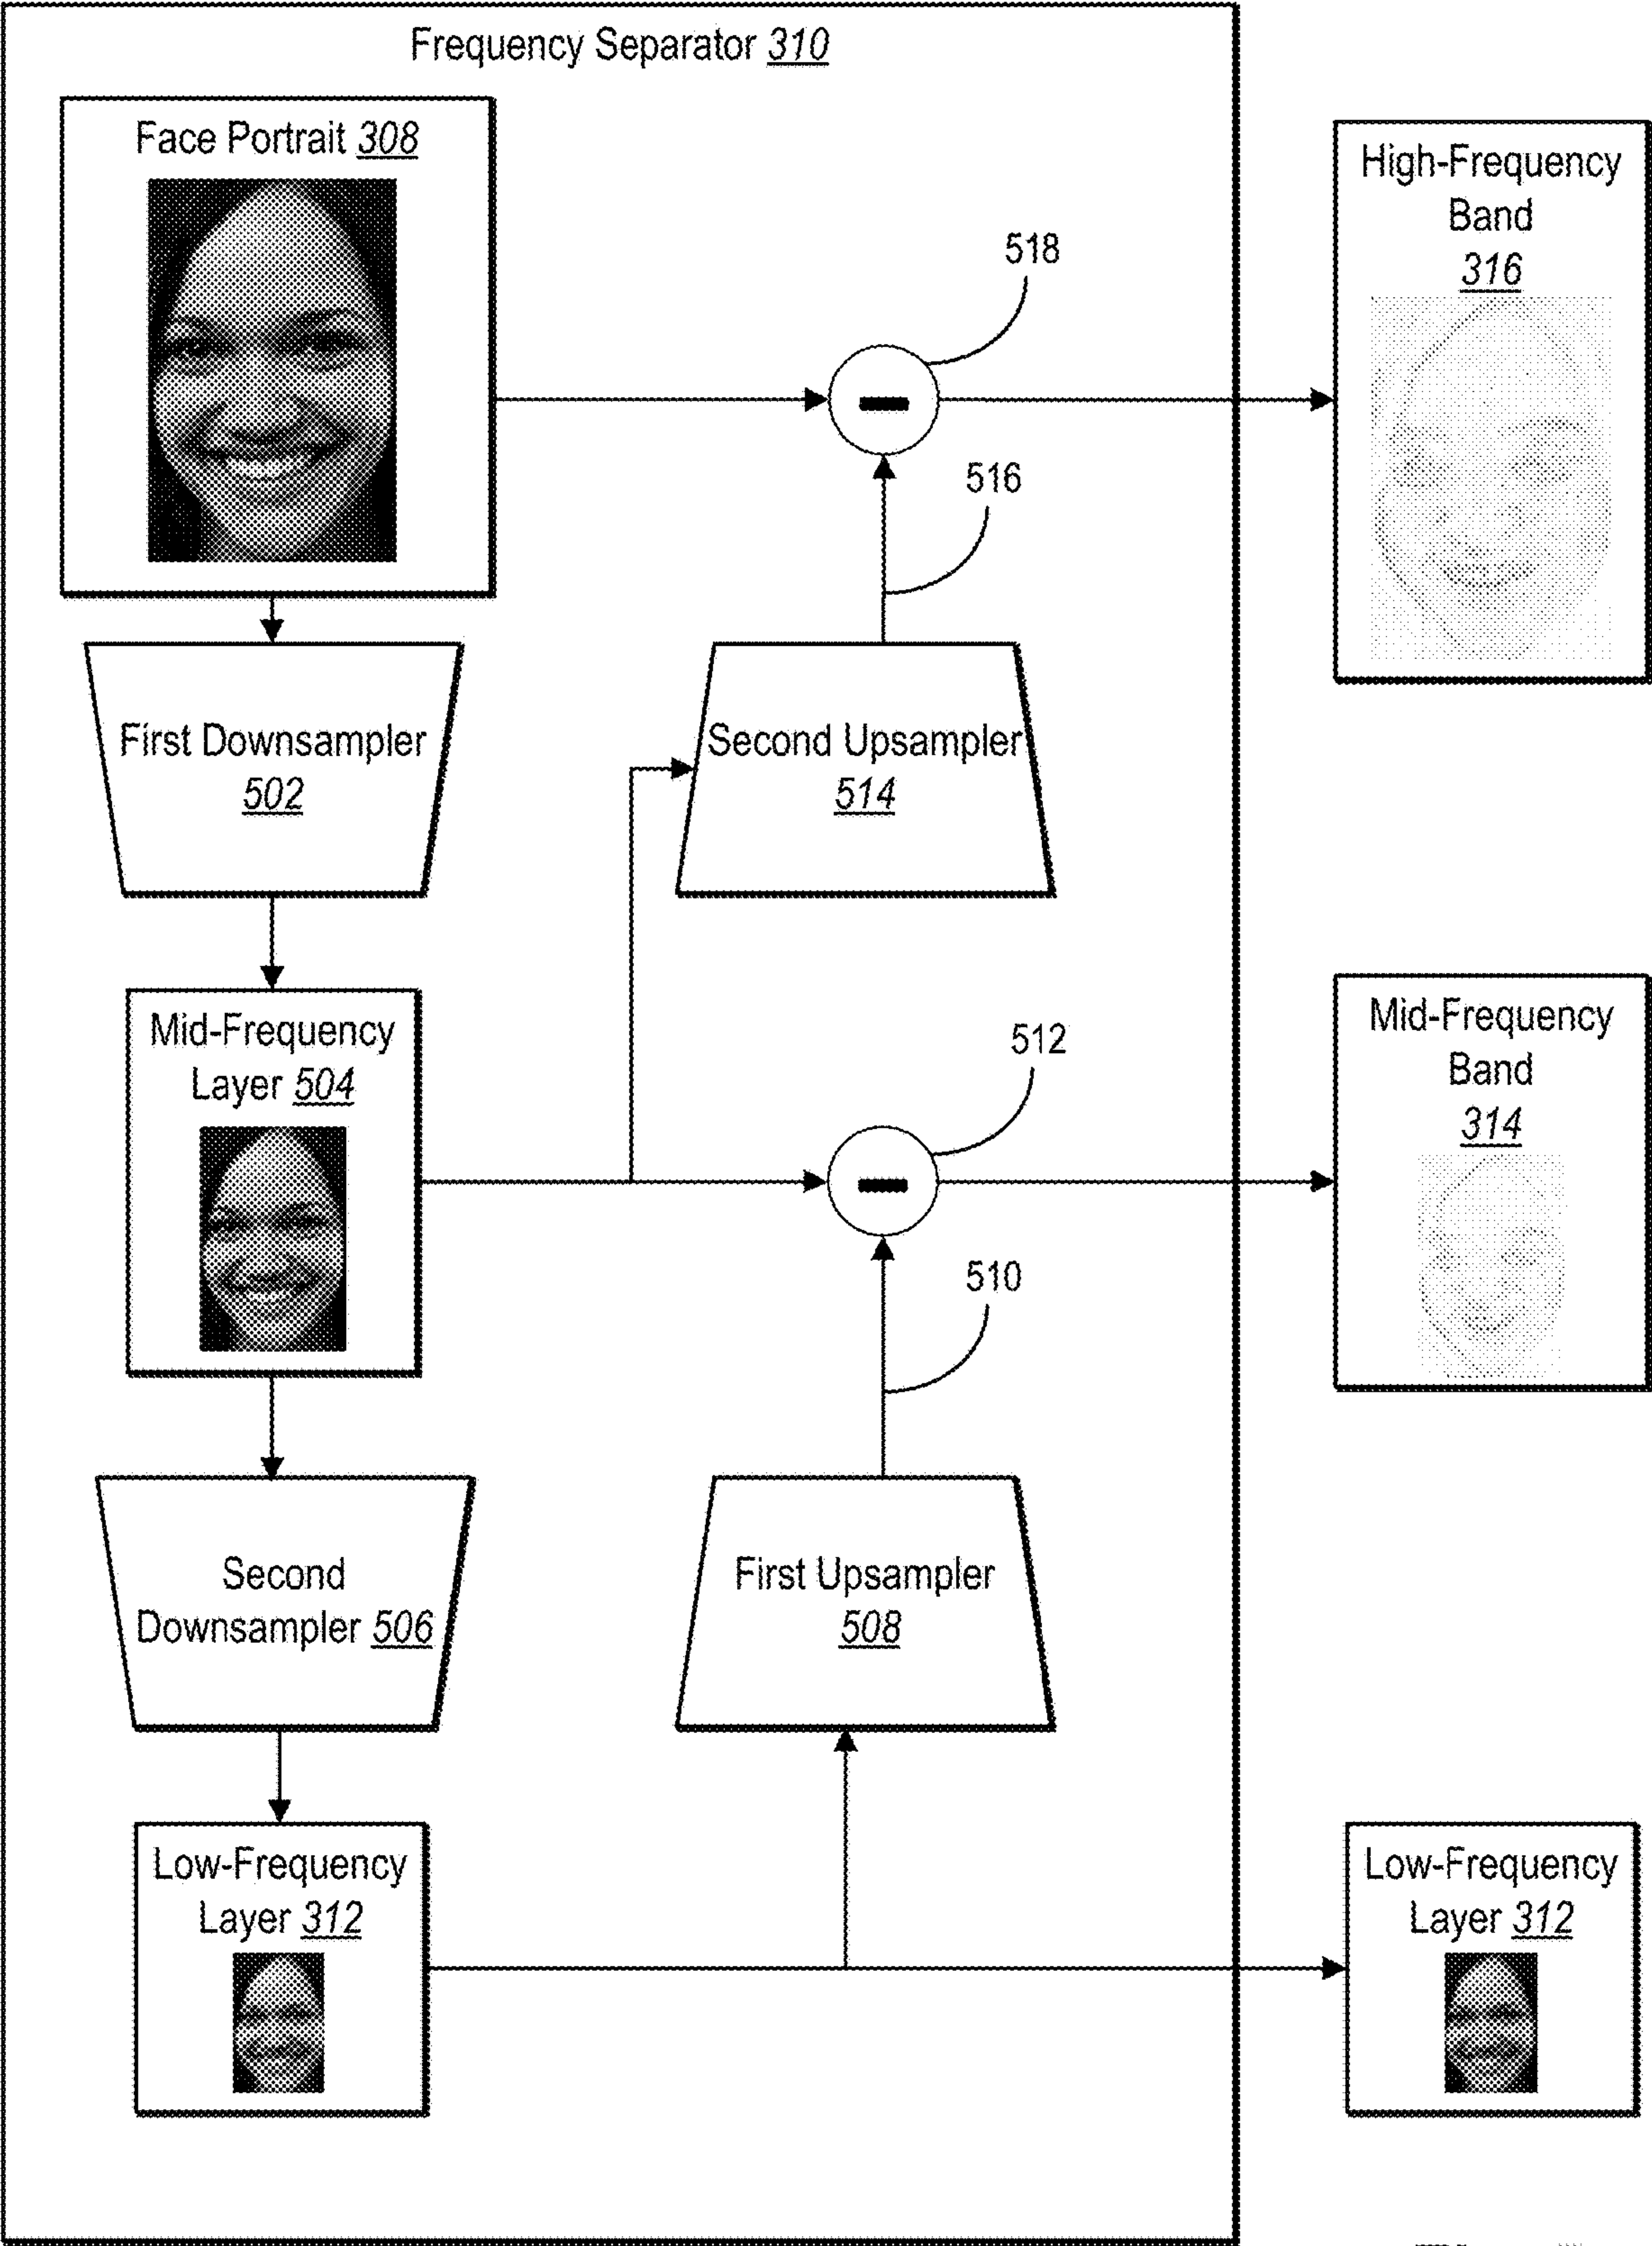 Frequency Separator 310
Face Portrait 308
High-Frequency
Band
316
518
516
First Downsampler
502
Second Upsampler
514
Mid-Frequency
Layer 504
512
Mid-Frequency
Band
314
510
Second
Downsampler 506
First Upsampler
508
Low-Frequency
Layer 312
Low-Frequency
Layer 312